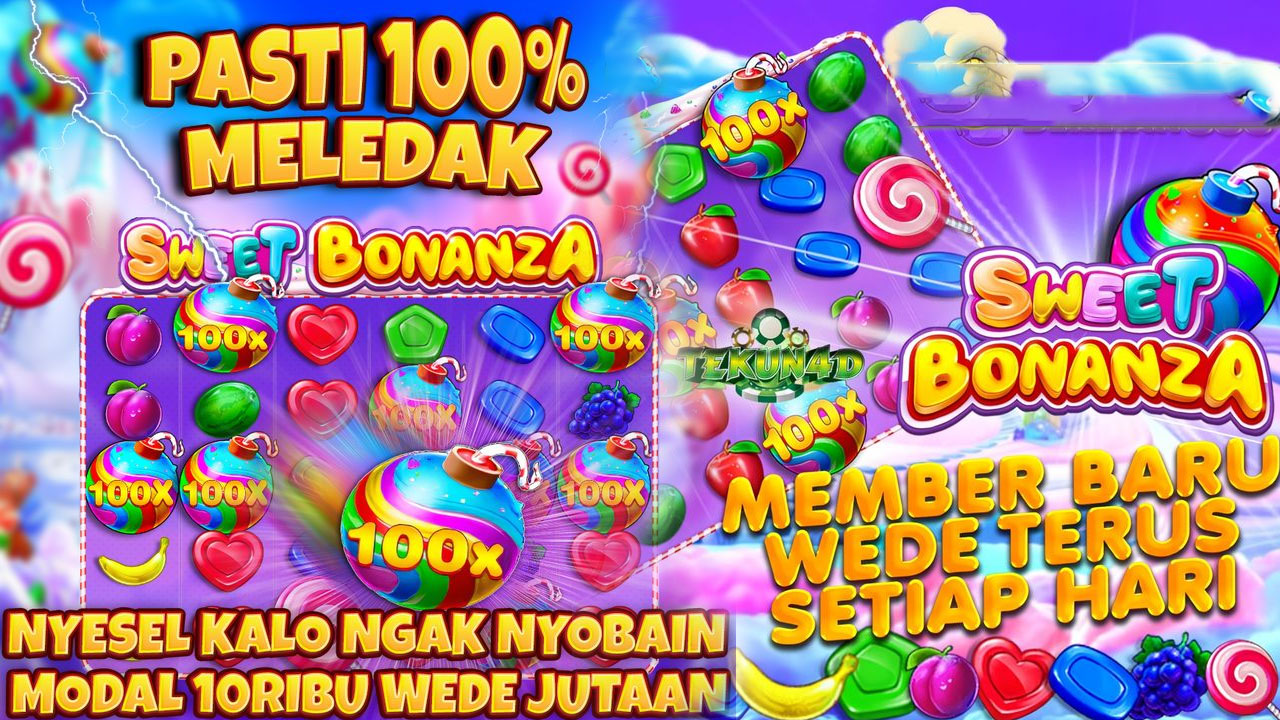 PASTI 100%
MELEDAK
SWEET BONANZA
100x
100x
100x
100X
100X
100X
100x
NYESEL KALO NGAK NYOBAIN
MODAL 10RIBU WEDE JUTAAN
100x
TEKUN4D
100x
SWEET
BONANZA
MEMBER BARU
WEDE TERUS
SETIAP HARI